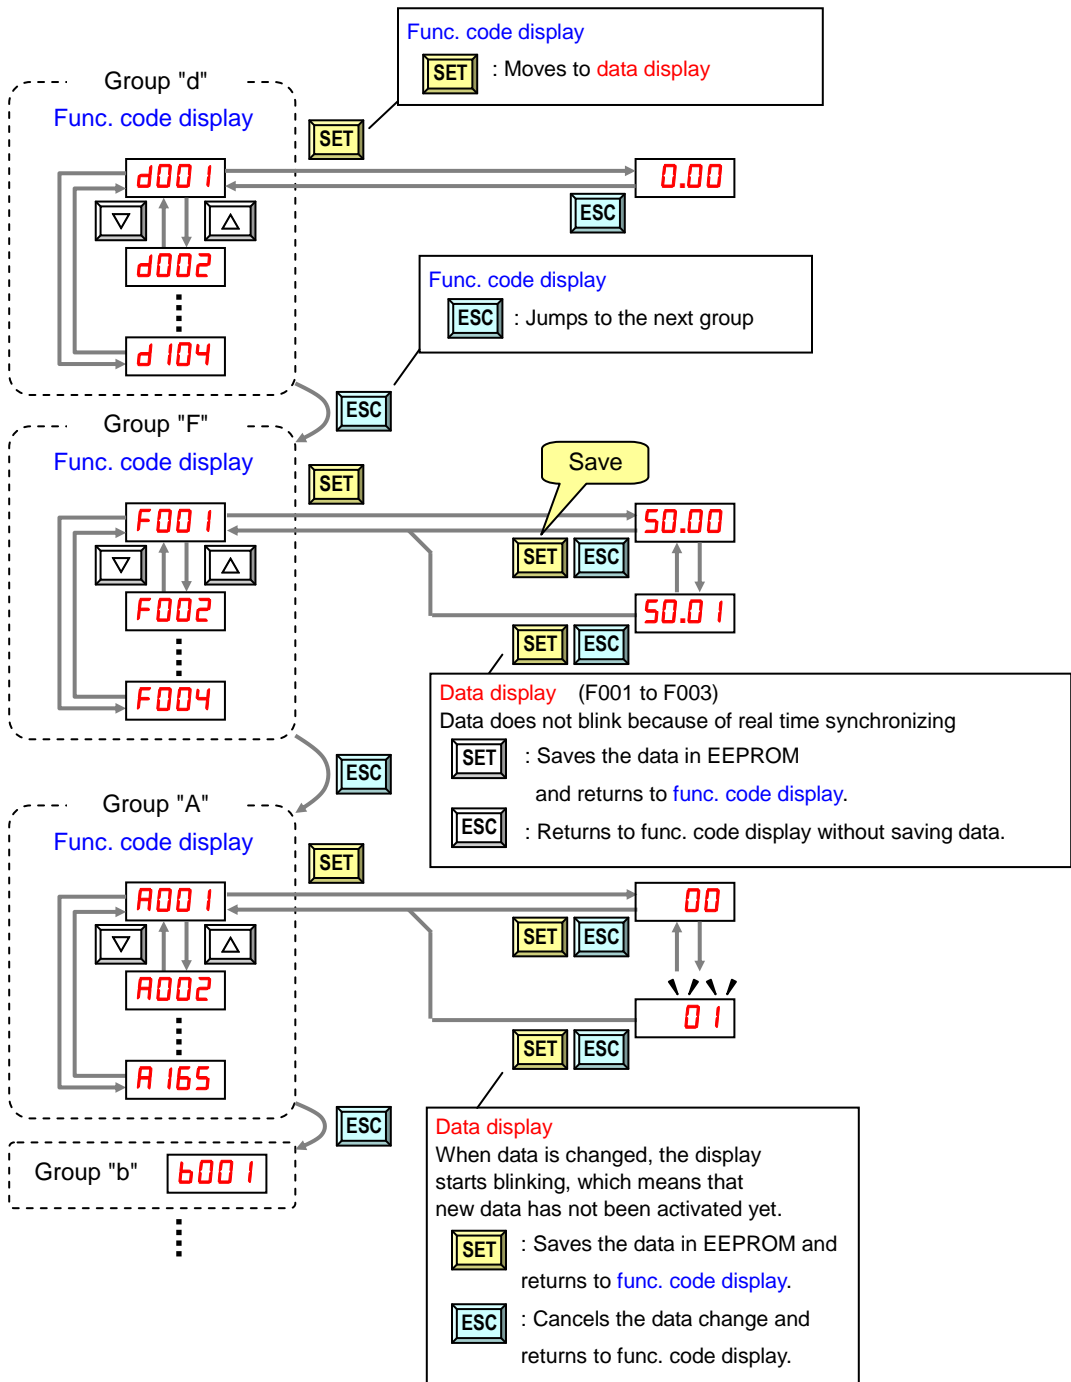 Func. code display
SET : Moves to data display
Group "d"
Func. code display
SET
d001
0.00
ESC
d002
Func. code display
ESC : Jumps to the next group
d104
ESC
Group "F"
Func. code display
SET
Save
F001
50.00
SET ESC
F002
50.01
SET ESC
F004
Data display (F001 to F003)
Data does not blink because of real time synchronizing
SET : Saves the data in EEPROM
and returns to func. code display.
ESC : Returns to func. code display without saving data.
ESC
Group "A"
Func. code display
SET
A001
00
SET ESC
A002
01
SET ESC
A165
ESC
Group "b" b001
Data display
When data is changed, the display
starts blinking, which means that
new data has not been activated yet.
SET : Saves the data in EEPROM and
returns to func. code display.
ESC : Cancels the data change and
returns to func. code display.